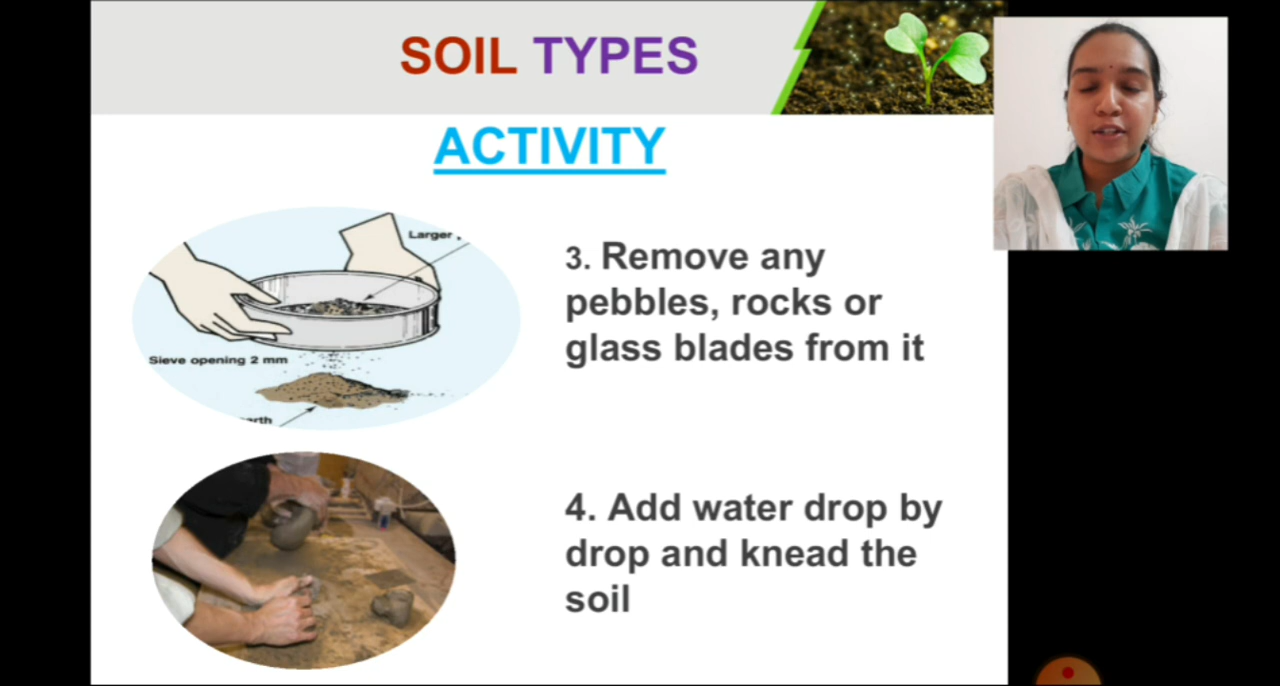 SOIL TYPES
ACTIVITY
Larger
3. Remove any
pebbles, rocks or
glass blades from it
Sieve opening 2 mm
4. Add water drop by
drop and knead the
soil